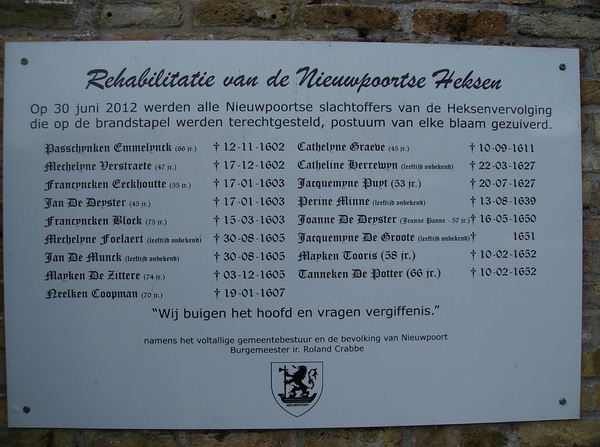 Rehabilitatie van de Nieuwpoortse Heksen
Op 30 juni 2012 werden alle Nieuwpoortse slachtoffers van de Heksenvervolging
die op de brandstapel werden terechtgesteld, postuum van elke blaam gezuiverd.
Passchynken Emmelynck (66 jr.) † 12-11-1602
Mechelyne Verstraete (47 jr.) † 17-12-1602
Francyncken Eeckhoutte (55 jr.) † 17-01-1603
Jan De Deyster (45 jr.) † 17-01-1603
Francyncken Block (75 jr.) † 15-03-1603
Mechelyne Foelaert (leeftijd onbekend) † 30-08-1605
Jan De Munck (leeftijd onbekend) † 30-08-1605
Mayken De Zittere (74 jr.) † 03-12-1605
Neelken Coopman (70 jr.) † 19-01-1607
Cathelyne Graeve (45 jr.) † 10-09-1611
Catheline Herrewyn (leeftijd onbekend) † 22-03-1627
Jacquemyne Puyt (53 jr.) † 20-07-1627
Perine Minne (leeftijd onbekend) † 13-08-1639
Joanne De Deyster (Jeanne Panne - 57 jr.) † 16-05-1650
Jacquemyne De Groote (leeftijd onbekend) † 1651
Mayken Tooris (58 jr.) † 10-02-1652
Tanneken De Potter (66 jr.) † 10-02-1652
“Wij buigen het hoofd en vragen vergiffenis.”
namens het voltallige gemeentebestuur en de bevolking van Nieuwpoort
Burgemeester ir. Roland Crabbe
NIEUWPOORT